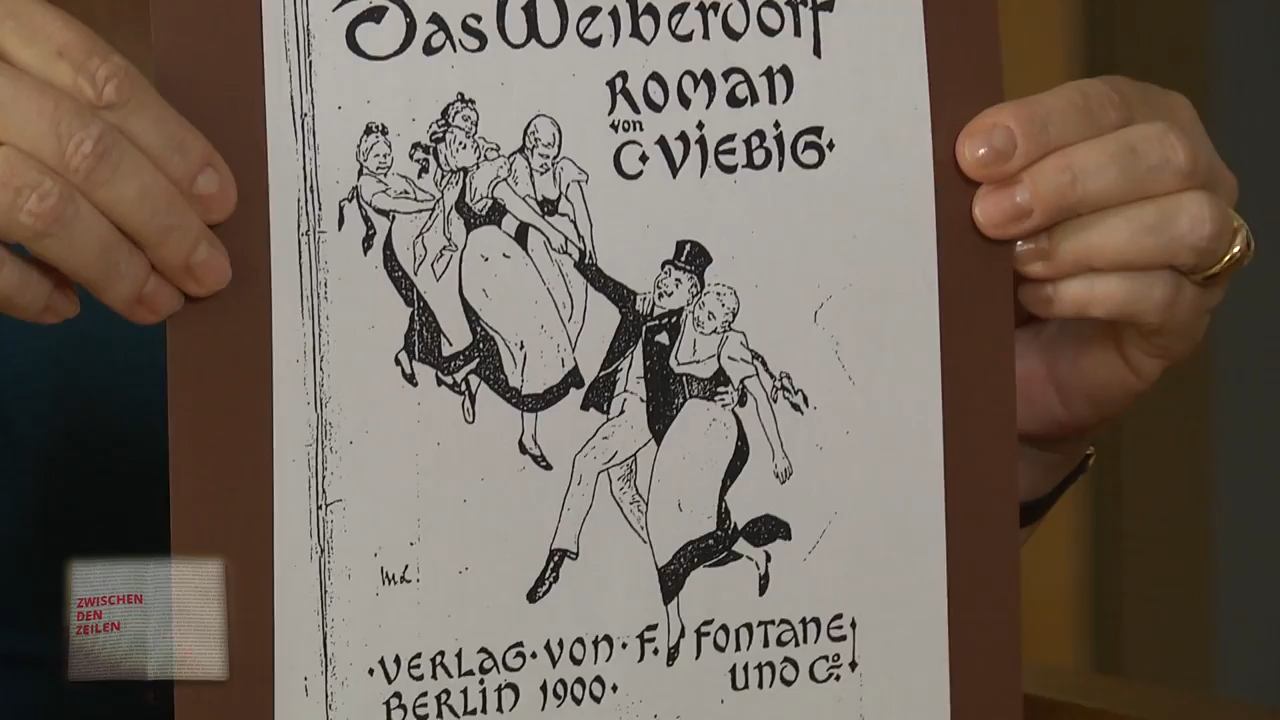 Das Weiberdorf
ROMAN
von
C·VIEBIG·
·VERLAG·VON·F. FONTANE
UND Cº.
BERLIN 1900·
ZWISCHEN
DEN
ZEILEN